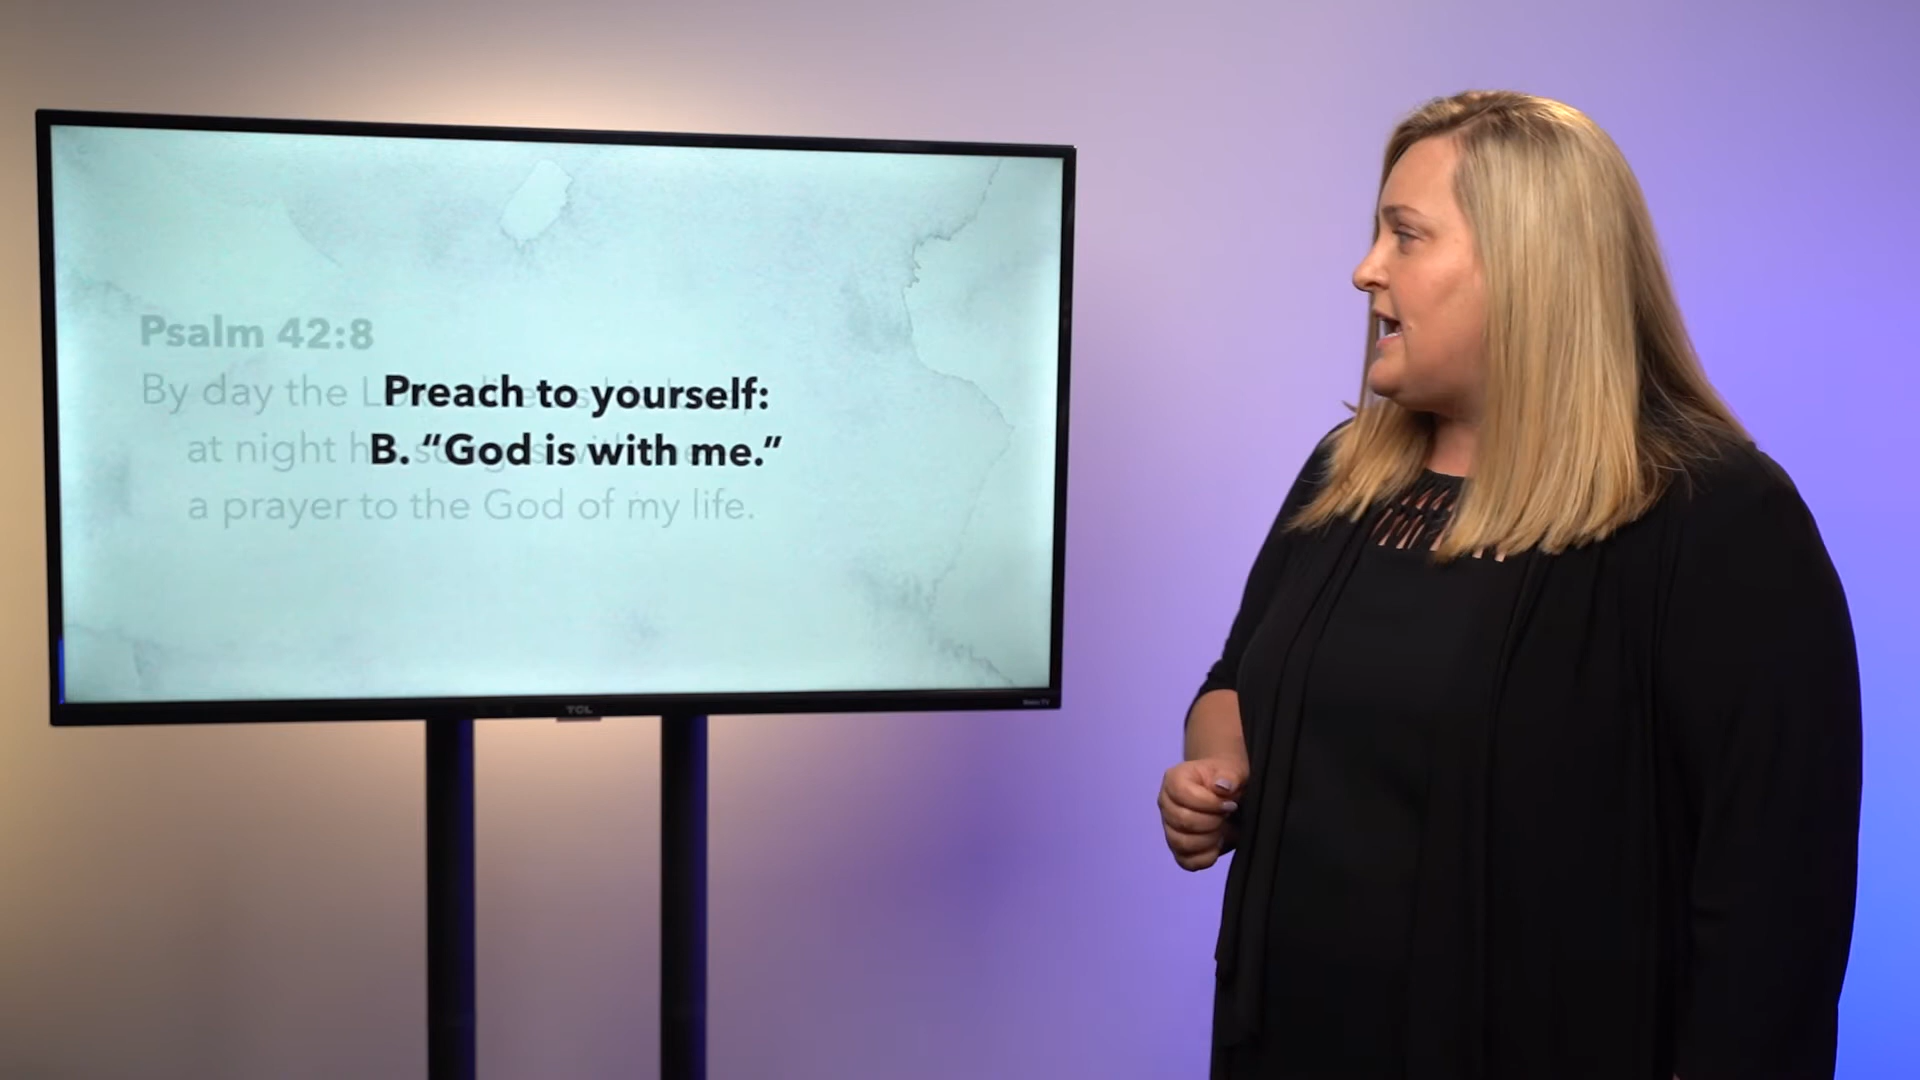 Psalm 42:8
By day the
Preach to yourself:
at night
B. “God is with me.”
a prayer to the God of my life.
TCL